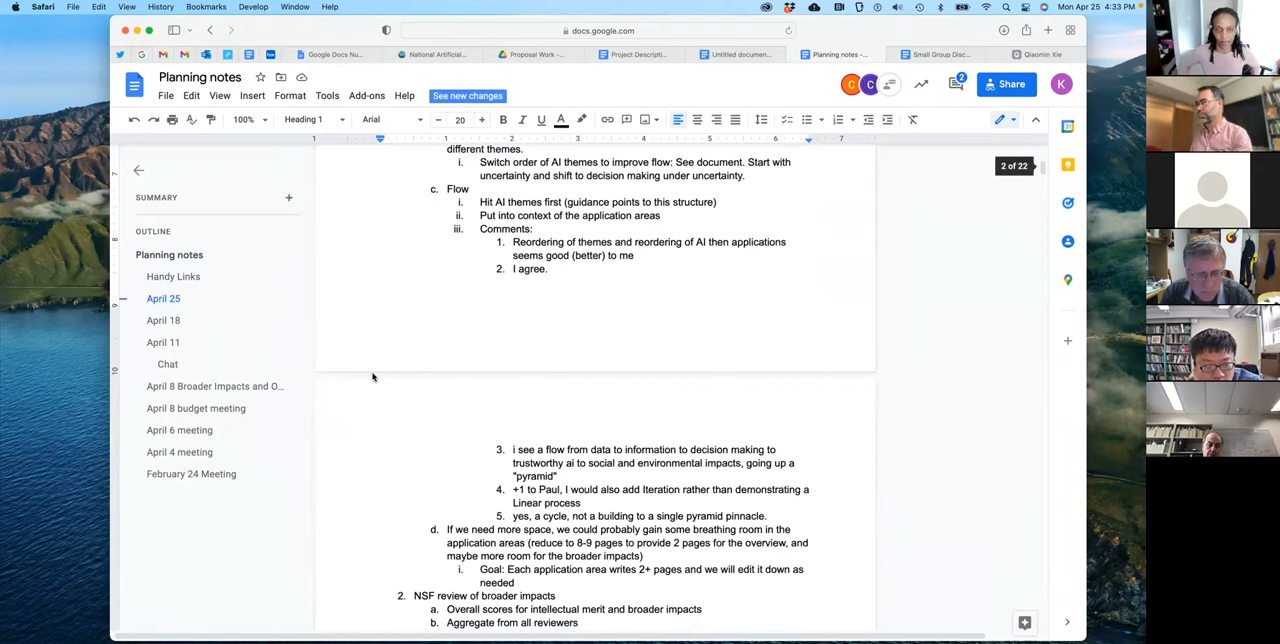 Safari File Edit View History Bookmarks Develop Window Help
Mon Apr 25 4:33 PM
docs.google.com
Google Docs Nu...
National Artificial...
Proposal Work -...
Project Descripti...
Untitled documen...
Planning notes -...
Small Group Disc...
Qiaomin Xie
Planning notes
File Edit View Insert Format Tools Add-ons Help
See new changes
C C
2
Share
K
100% Heading 1 Arial 20 B I U A
1 1 2 3 4 5 6 7
7
8
9
10
2 of 22
SUMMARY
OUTLINE
Planning notes
Handy Links
April 25
April 18
April 11
Chat
April 8 Broader Impacts and O...
April 8 budget meeting
April 6 meeting
April 4 meeting
February 24 Meeting
different themes.
i. Switch order of AI themes to improve flow: See document. Start with
uncertainty and shift to decision making under uncertainty.
c. Flow
i. Hit AI themes first (guidance points to this structure)
ii. Put into context of the application areas
iii. Comments:
1. Reordering of themes and reordering of AI then applications
seems good (better) to me
2. I agree.
3. i see a flow from data to information to decision making to
trustworthy ai to social and environmental impacts, going up a
"pyramid"
4. +1 to Paul, I would also add Iteration rather than demonstrating a
Linear process
5. yes, a cycle, not a building to a single pyramid pinnacle.
d. If we need more space, we could probably gain some breathing room in the
application areas (reduce to 8-9 pages to provide 2 pages for the overview, and
maybe more room for the broader impacts)
i. Goal: Each application area writes 2+ pages and we will edit it down as
needed
2. NSF review of broader impacts
a. Overall scores for intellectual merit and broader impacts
b. Aggregate from all reviewers